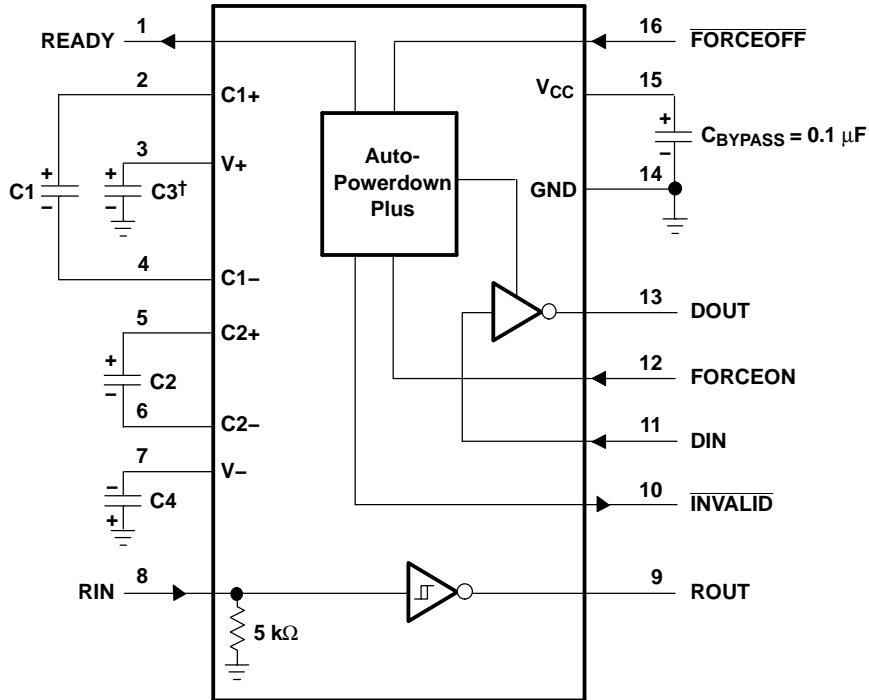 READY 1
16 F̅O̅R̅C̅E̅O̅F̅F̅
2 C1+
VCC 15
+
CBYPASS = 0.1 µF
−
3 V+
Auto-
Powerdown
Plus
C1 + −
+ − C3†
GND 14
4 C1−
5 C2+
13 DOUT
+ − C2
12 FORCEON
6 C2−
11 DIN
7 V−
− + C4
10 I̅N̅V̅A̅L̅I̅D̅
RIN 8
9 ROUT
5 kΩ